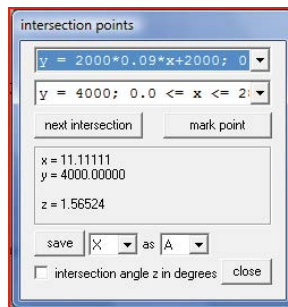 intersection points
y = 2000*0.09*x+2000; 0
y = 4000; 0.0 <= x <= 2
next intersection mark point
x = 11.11111
y = 4000.00000
z = 1.56524
save X as A
intersection angle z in degrees close